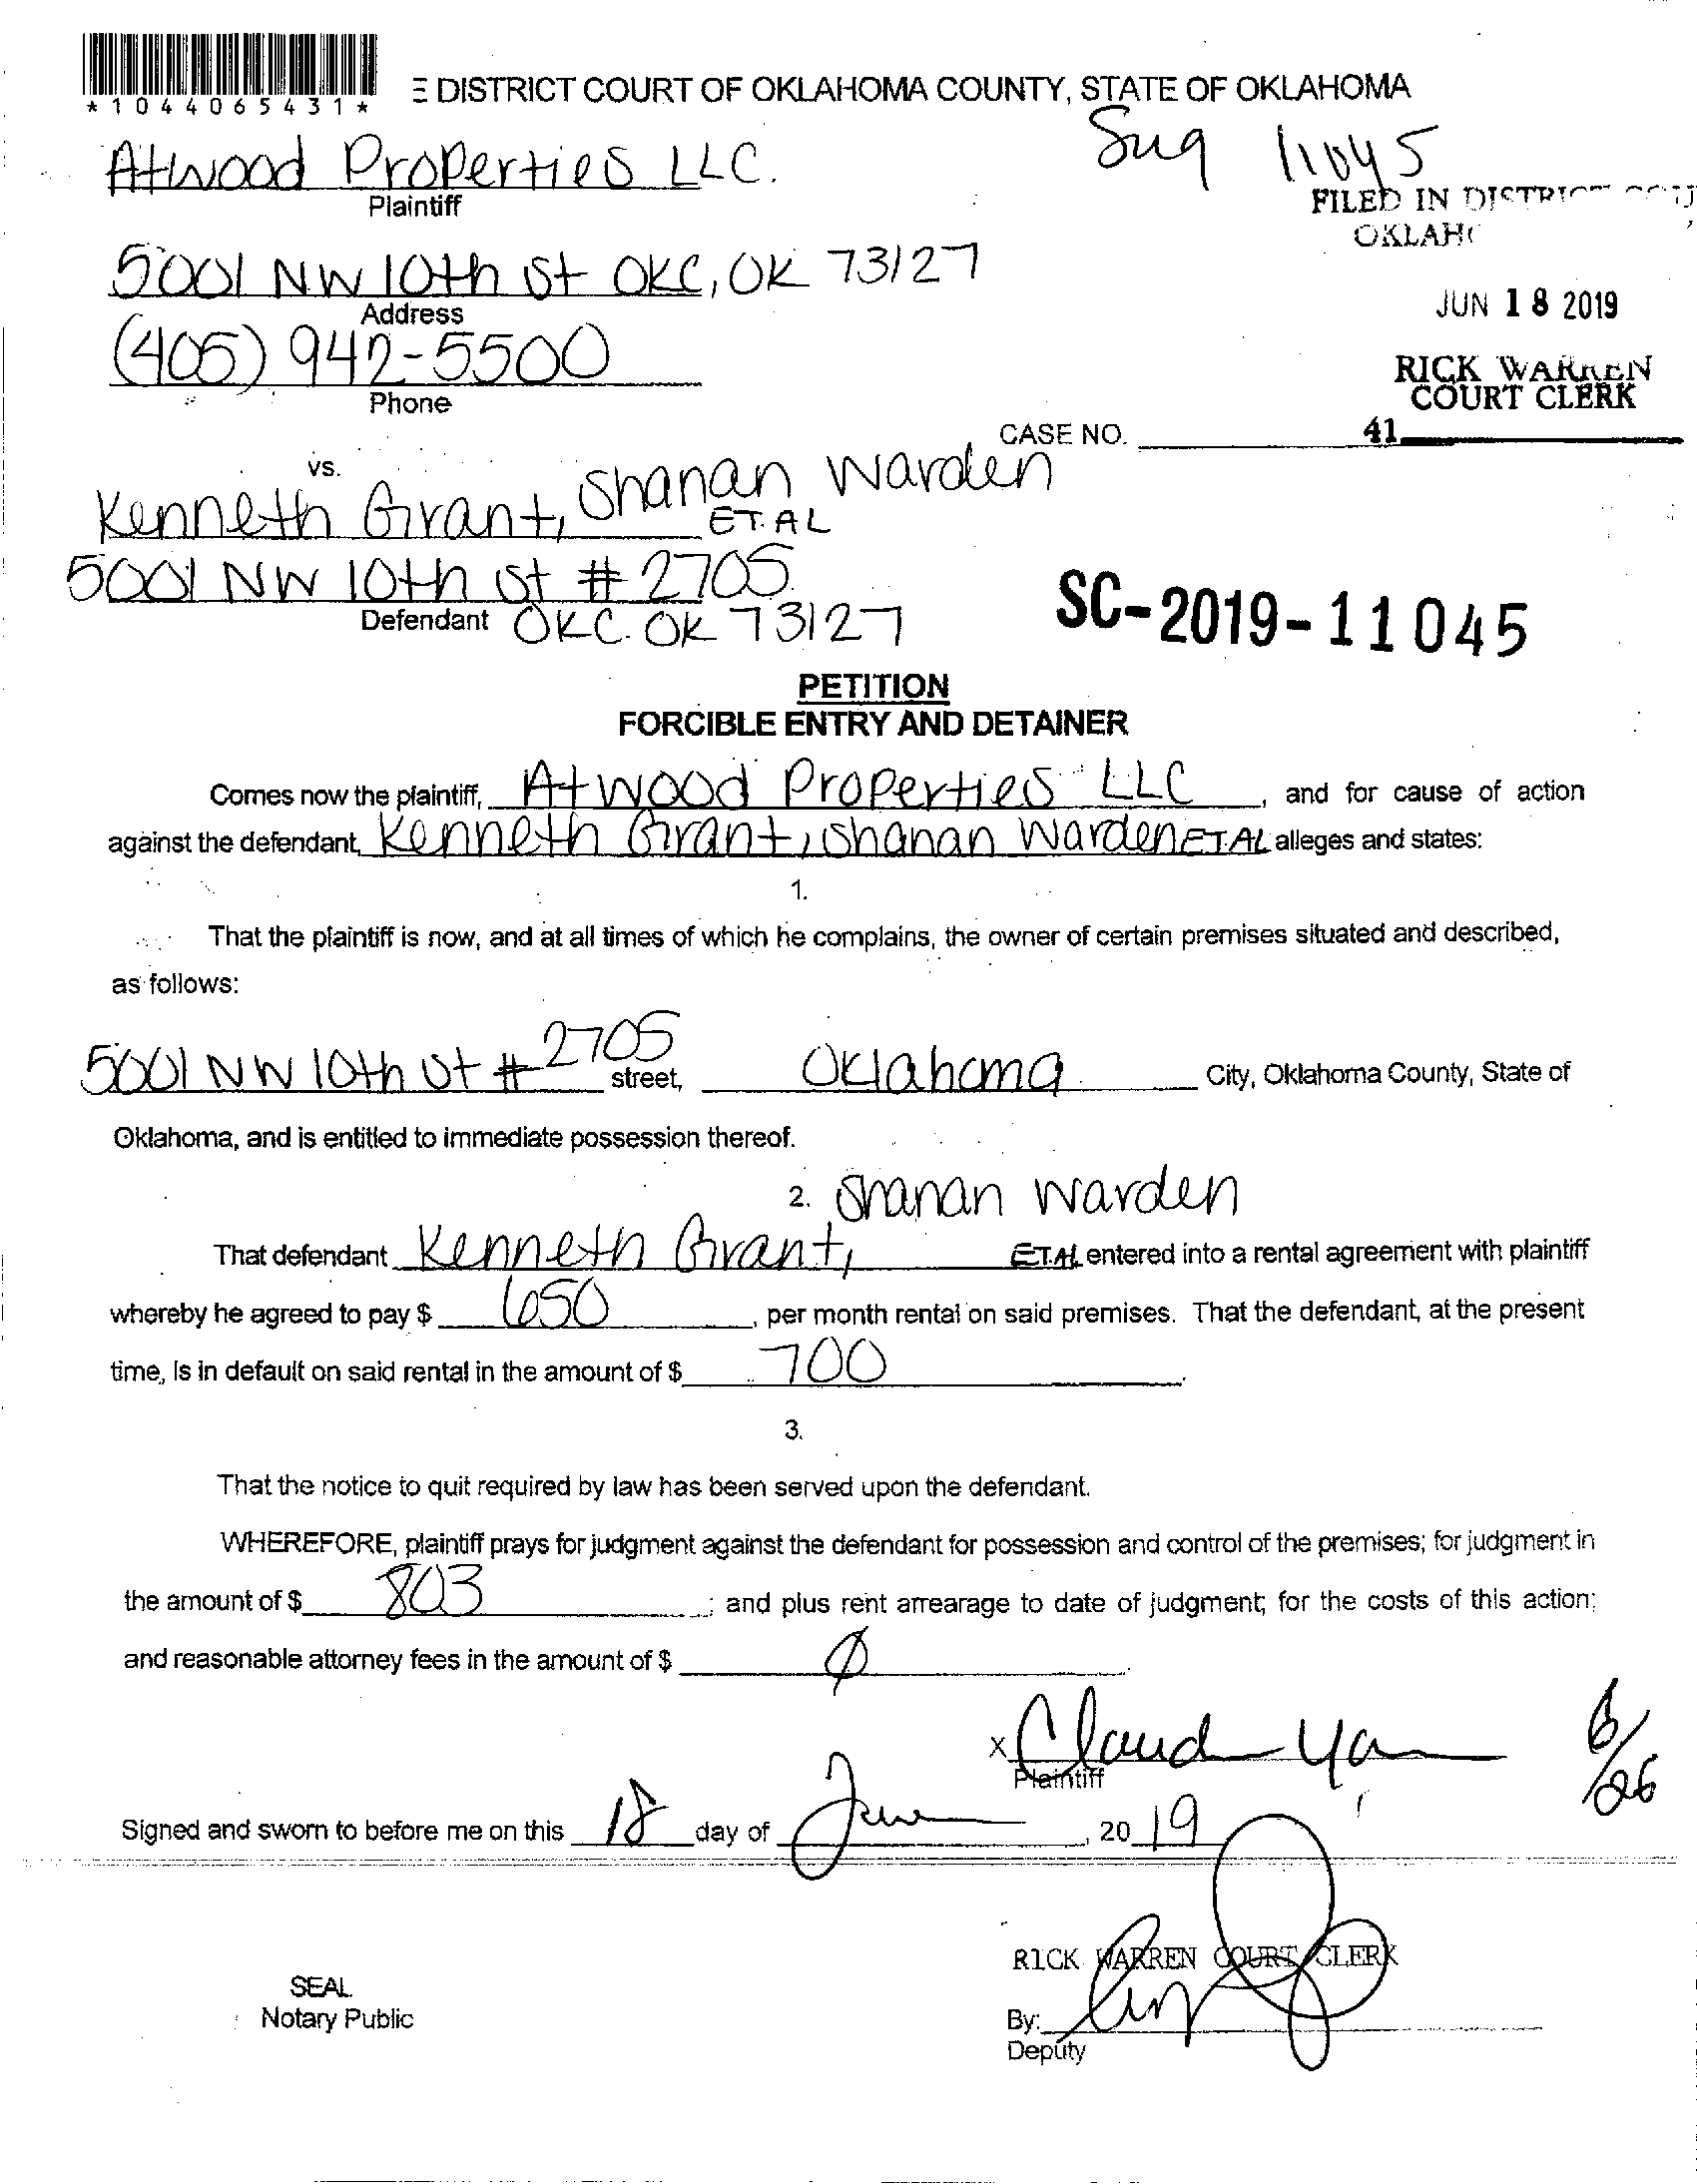 *1044065431*
E DISTRICT COURT OF OKLAHOMA COUNTY, STATE OF OKLAHOMA
Atwood Properties LLC.
Plaintiff
11045
FILED IN DISTRICT
5001 NW 10th St OKC, OK 73127
Address
JUN 18 2019
(405) 942-5500
Phone
RICK WARREN
COURT CLERK
CASE NO. 41
vs.
Kenneth Grant, Shanan Warden
ET.AL
5001 NW 10th St # 2705
Defendant OKC. OK 73127
SC-2019-11045
PETITION
FORCIBLE ENTRY AND DETAINER
Comes now the plaintiff, Atwood Properties LLC, and for cause of action
against the defendant, Kenneth Grant, Shanan Warden ET.AL alleges and states:
1.
That the plaintiff is now, and at all times of which he complains, the owner of certain premises situated and described,
as follows:
5001 NW 10th St # 2705 street, Oklahoma City, Oklahoma County, State of
Oklahoma, and is entitled to immediate possession thereof.
2. Shanan Warden
That defendant Kenneth Grant, ET.AL entered into a rental agreement with plaintiff
whereby he agreed to pay $ 650, per month rental on said premises. That the defendant, at the present
time, is in default on said rental in the amount of $ 700.
3.
That the notice to quit required by law has been served upon the defendant.
WHEREFORE, plaintiff prays for judgment against the defendant for possession and control of the premises; for judgment in
the amount of $ 803; and plus rent arrearage to date of judgment; for the costs of this action;
and reasonable attorney fees in the amount of $ Ø.
X
Plaintiff
6/26
Signed and sworn to before me on this 18 day of June, 20 19
RICK WARREN COURT CLERK
SEAL
Notary Public
By:
Deputy